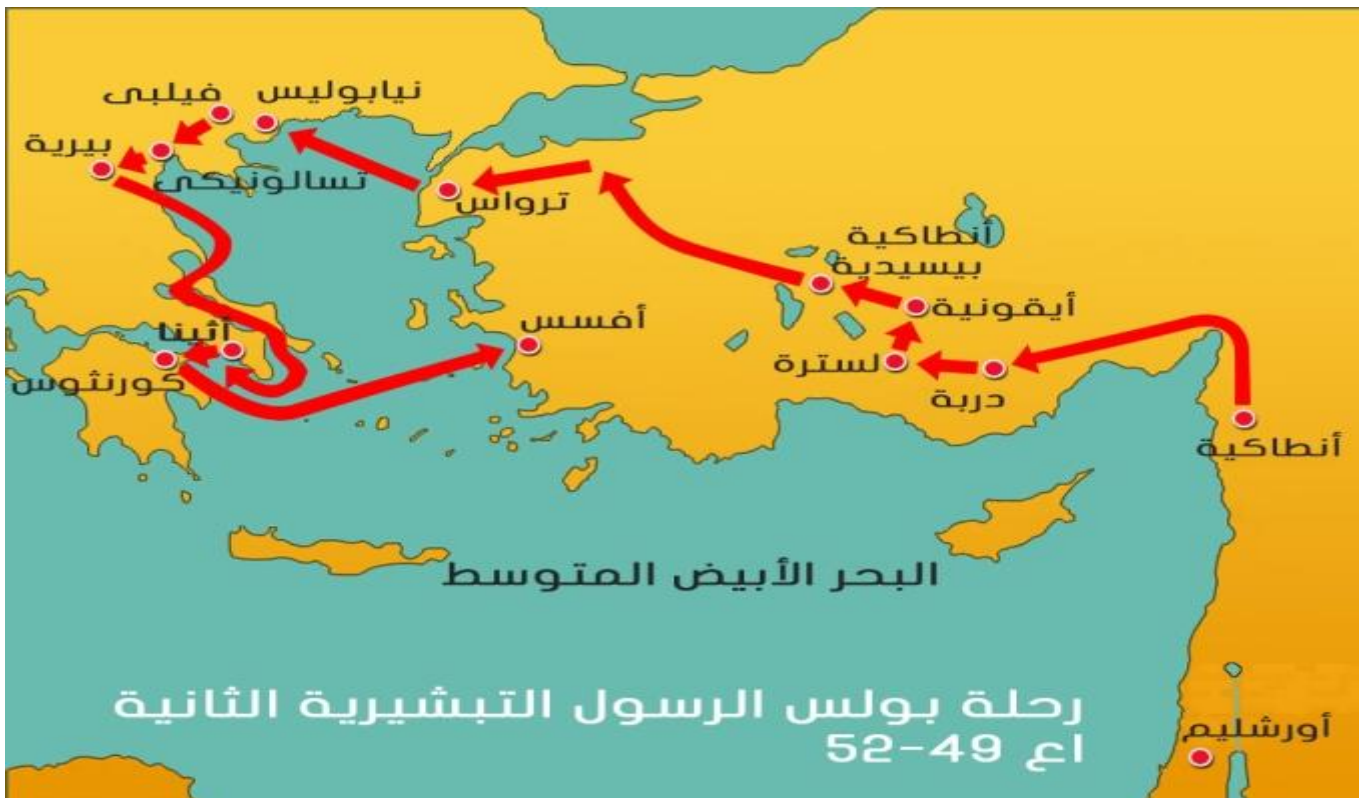 نيابوليس
فيلبى
بيرية
تسالونيكى
ترواس
أنطاكية
بيسيدية
أيقونية
أفسس
أثينا
لسترة
كورنثوس
دربة
أنطاكية
البحر الأبيض المتوسط
رحلة بولس الرسول التبشيرية الثانية
اع 49-52
أورشليم